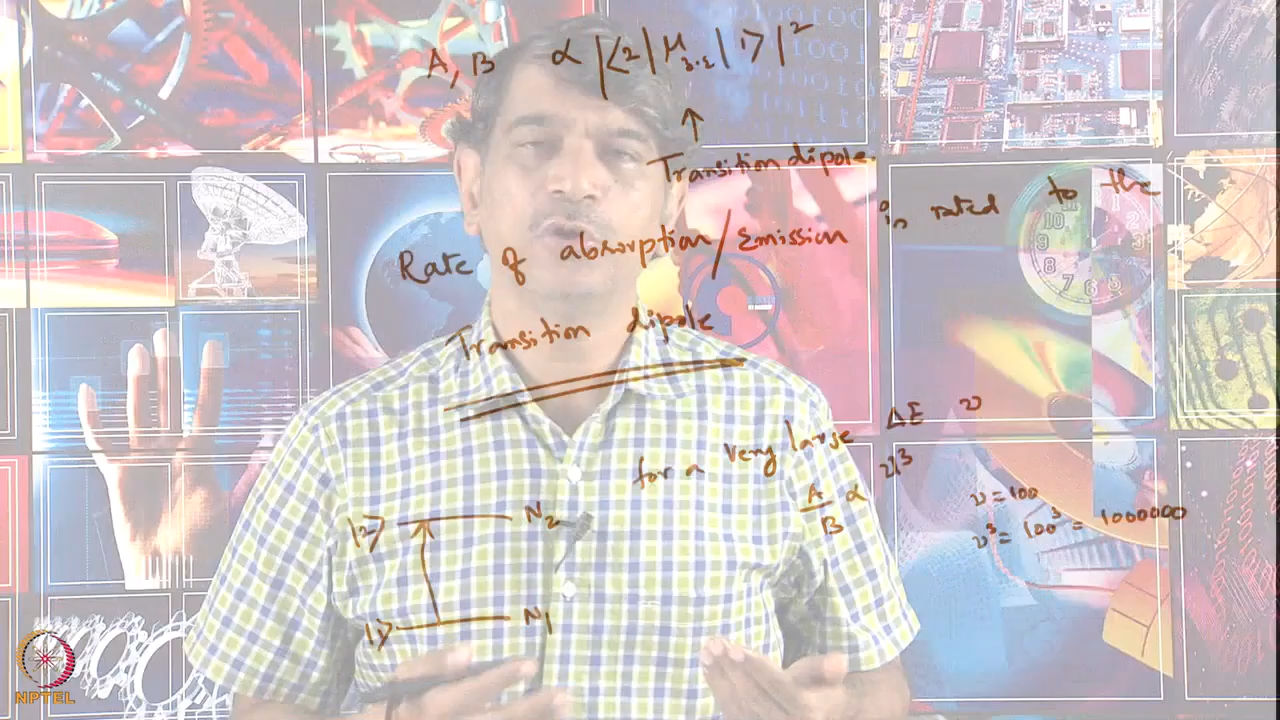 A, B α |<2| μ_{3.ε} |1>|²
↑
Transition dipole.
Rate of absorption / Emission is rated to the
Transition dipole
for a very large ΔE ν
A/B α ν³
ν = 100
ν³ = 100³ = 1000000
|2> N₂
|1> N₁
NPTEL